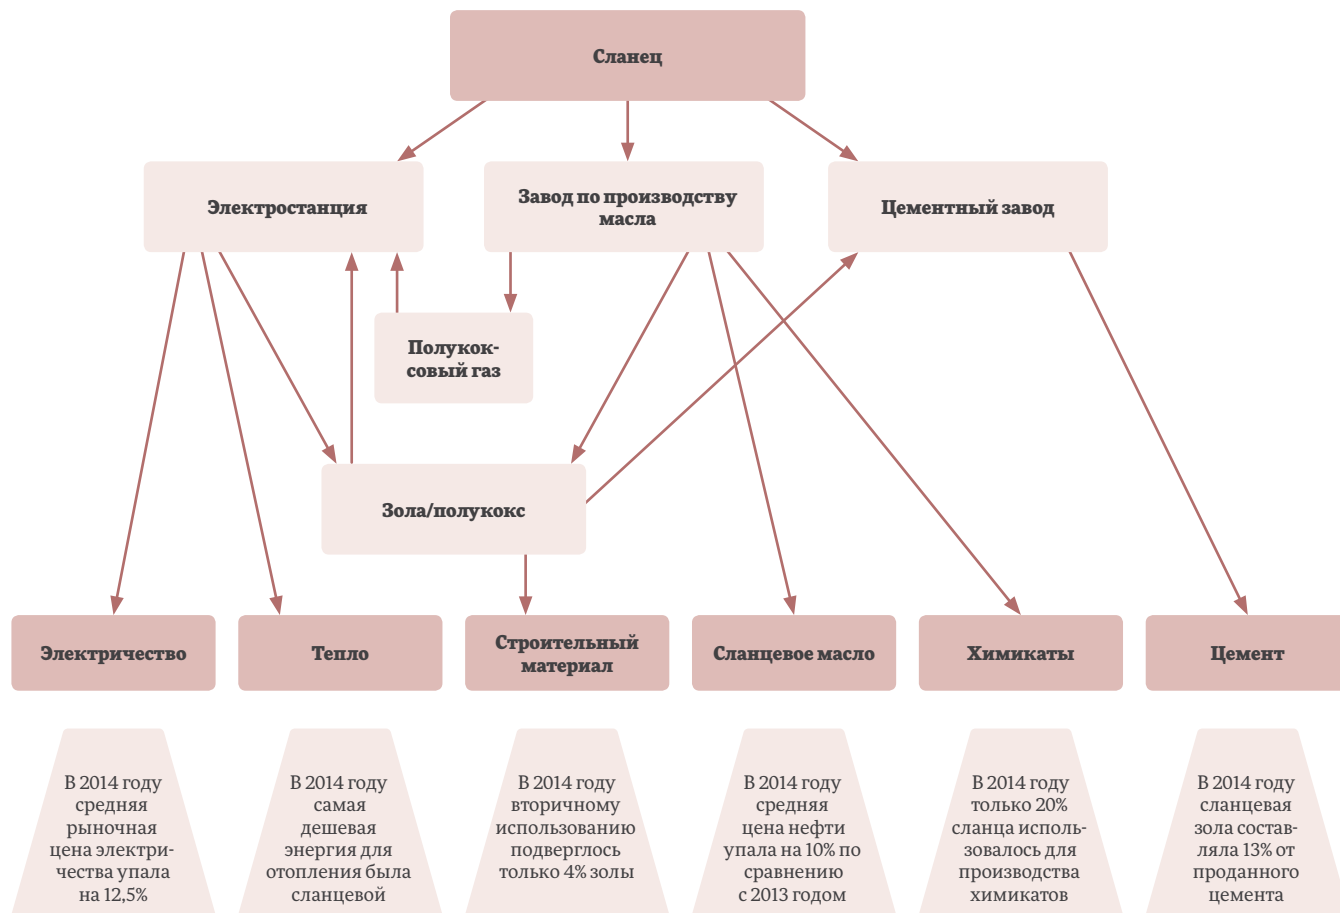 Сланец
Электростанция
Завод по производству
масла
Цементный завод
Полукок-
совый газ
Зола/полукокс
Электричество
Тепло
Строительный
материал
Сланцевое масло
Химикаты
Цемент
В 2014 году
средняя
рыночная
цена электри-
чества упала
на 12,5%
В 2014 году
самая
дешевая
энергия для
отопления была
сланцевой
В 2014 году
вторичному
использованию
подверглось
только 4% золы
В 2014 году
средняя
цена нефти
упала на 10% по
сравнению
с 2013 годом
В 2014 году
только 20%
сланца исполь-
зовалось для
производства
химикатов
В 2014 году
сланцевая
зола состав-
ляла 13% от
проданного
цемента